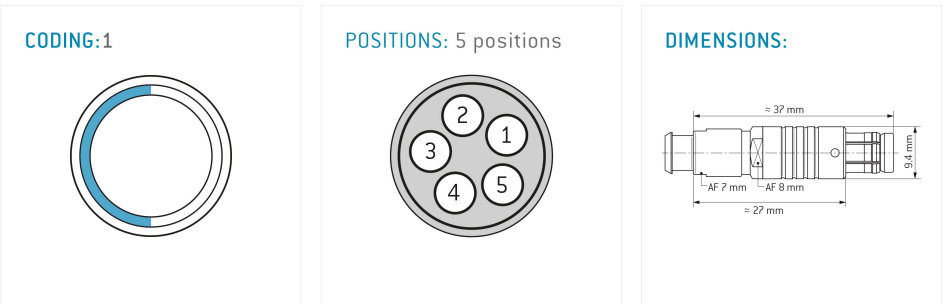 CODING:1
POSITIONS: 5 positions
2
1
3
4
5
DIMENSIONS:
≈ 37 mm
9.4 mm
AF 7 mm
AF 8 mm
≈ 27 mm